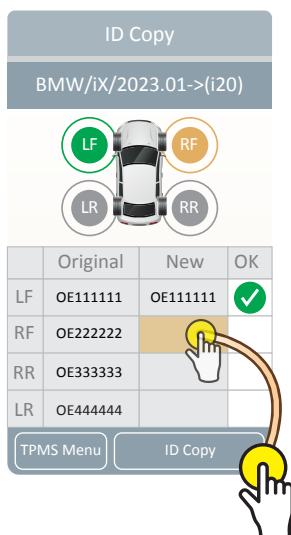 ID Copy
BMW/iX/2023.01->(i20)
LF RF
LR RR
Original New OK
LF OE111111 OE111111
RF OE222222
RR OE333333
LR OE444444
TPMS Menu ID Copy